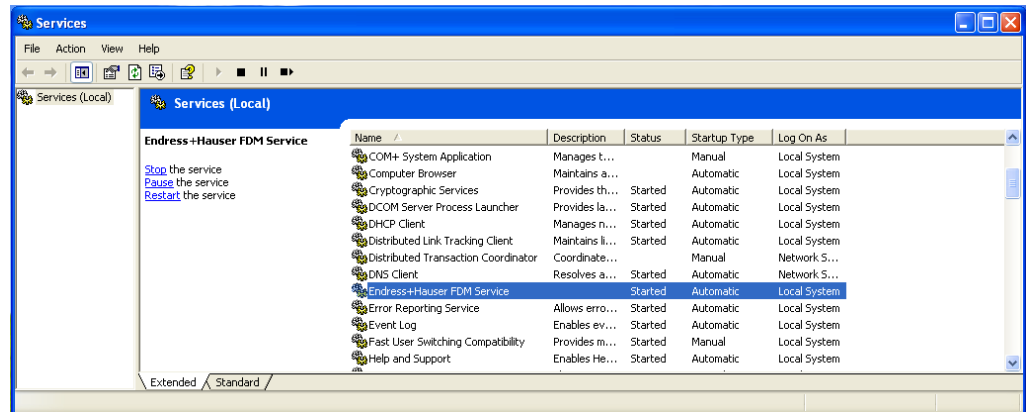 Services
File Action View Help
Services (Local)
Services (Local)
Endress+Hauser FDM Service
Stop the service
Pause the service
Restart the service
Name Description Status Startup Type Log On As
COM+ System Application Manages t... Manual Local System
Computer Browser Maintains a... Automatic Local System
Cryptographic Services Provides th... Started Automatic Local System
DCOM Server Process Launcher Provides la... Started Automatic Local System
DHCP Client Manages n... Started Automatic Local System
Distributed Link Tracking Client Maintains li... Started Automatic Local System
Distributed Transaction Coordinator Coordinate... Manual Network S...
DNS Client Resolves a... Started Automatic Network S...
Endress+Hauser FDM Service Started Automatic Local System
Error Reporting Service Allows erro... Started Automatic Local System
Event Log Enables ev... Started Automatic Local System
Fast User Switching Compatibility Provides m... Started Manual Local System
Help and Support Enables He... Started Automatic Local System
Extended Standard